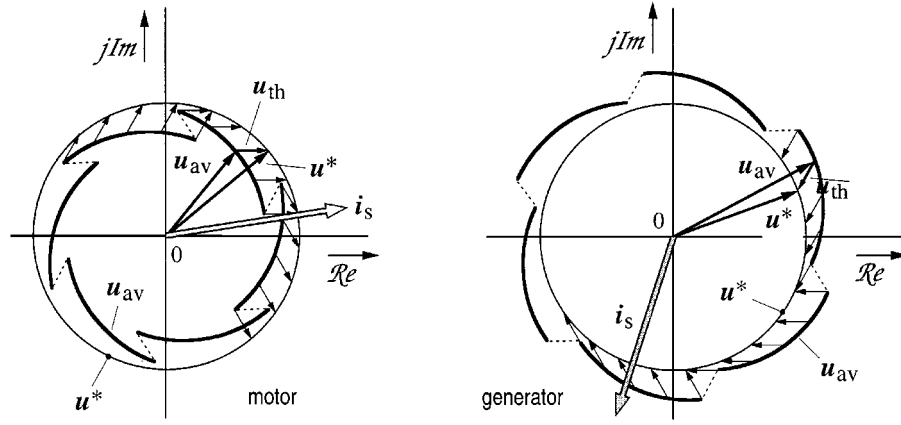 jIm
u_th
u_av
u*
i_s
0
Re
u_av
u*
motor
jIm
u_av
u_th
0
u*
Re
u*
i_s
u_av
generator